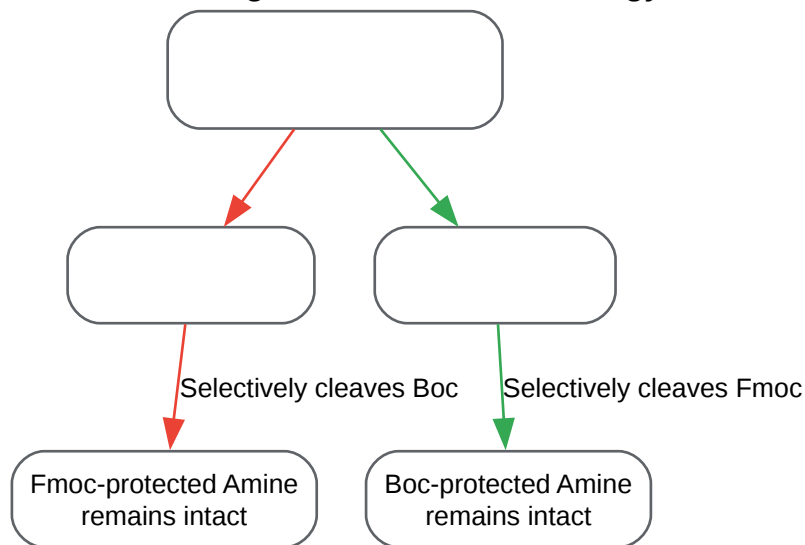 Selectively cleaves Boc
Selectively cleaves Fmoc
Fmoc-protected Amine
remains intact
Boc-protected Amine
remains intact